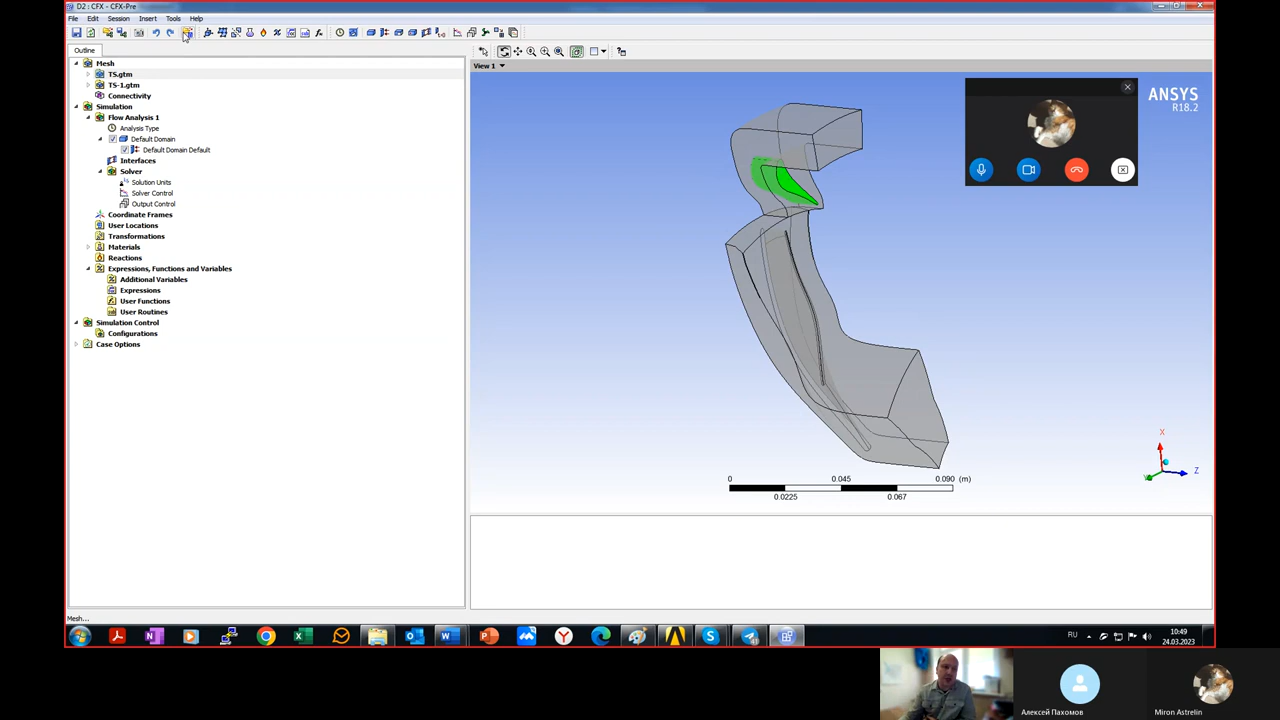 D2 : CFX - CFX-Pre
File Edit Session Insert Tools Help
Outline
Mesh
TS.gtm
TS-1.gtm
Connectivity
Simulation
Flow Analysis 1
Analysis Type
Default Domain
Default Domain Default
Interfaces
Solver
Solution Units
Solver Control
Output Control
Coordinate Frames
User Locations
Transformations
Materials
Reactions
Expressions, Functions and Variables
Additional Variables
Expressions
User Functions
User Routines
Simulation Control
Configurations
Case Options
View 1
ANSYS
R18.2
X
Z
0 0.045 0.090 (m)
0.0225 0.067
Mesh...
RU
10:49
24.03.2023
Алексей Пахомов
Miron Astrelin